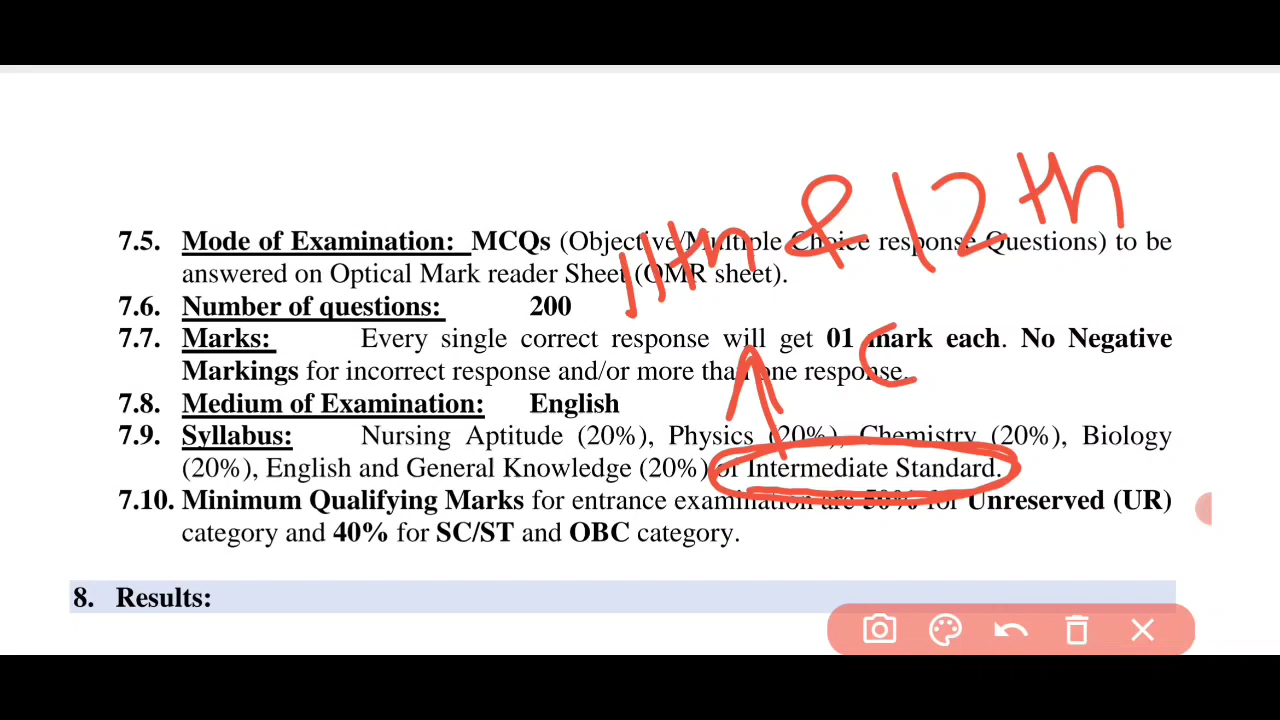 11th & 12th
7.5. Mode of Examination: MCQs (Objective/Multiple Choice response Questions) to be
answered on Optical Mark reader Sheet (OMR sheet).
7.6. Number of questions: 200
7.7. Marks: Every single correct response will get 01 mark each. No Negative
Markings for incorrect response and/or more than one response.
C
7.8. Medium of Examination: English
7.9. Syllabus: Nursing Aptitude (20%), Physics (20%), Chemistry (20%), Biology
(20%), English and General Knowledge (20%) of Intermediate Standard.
7.10. Minimum Qualifying Marks for entrance examination are 50% for Unreserved (UR)
category and 40% for SC/ST and OBC category.
8. Results: